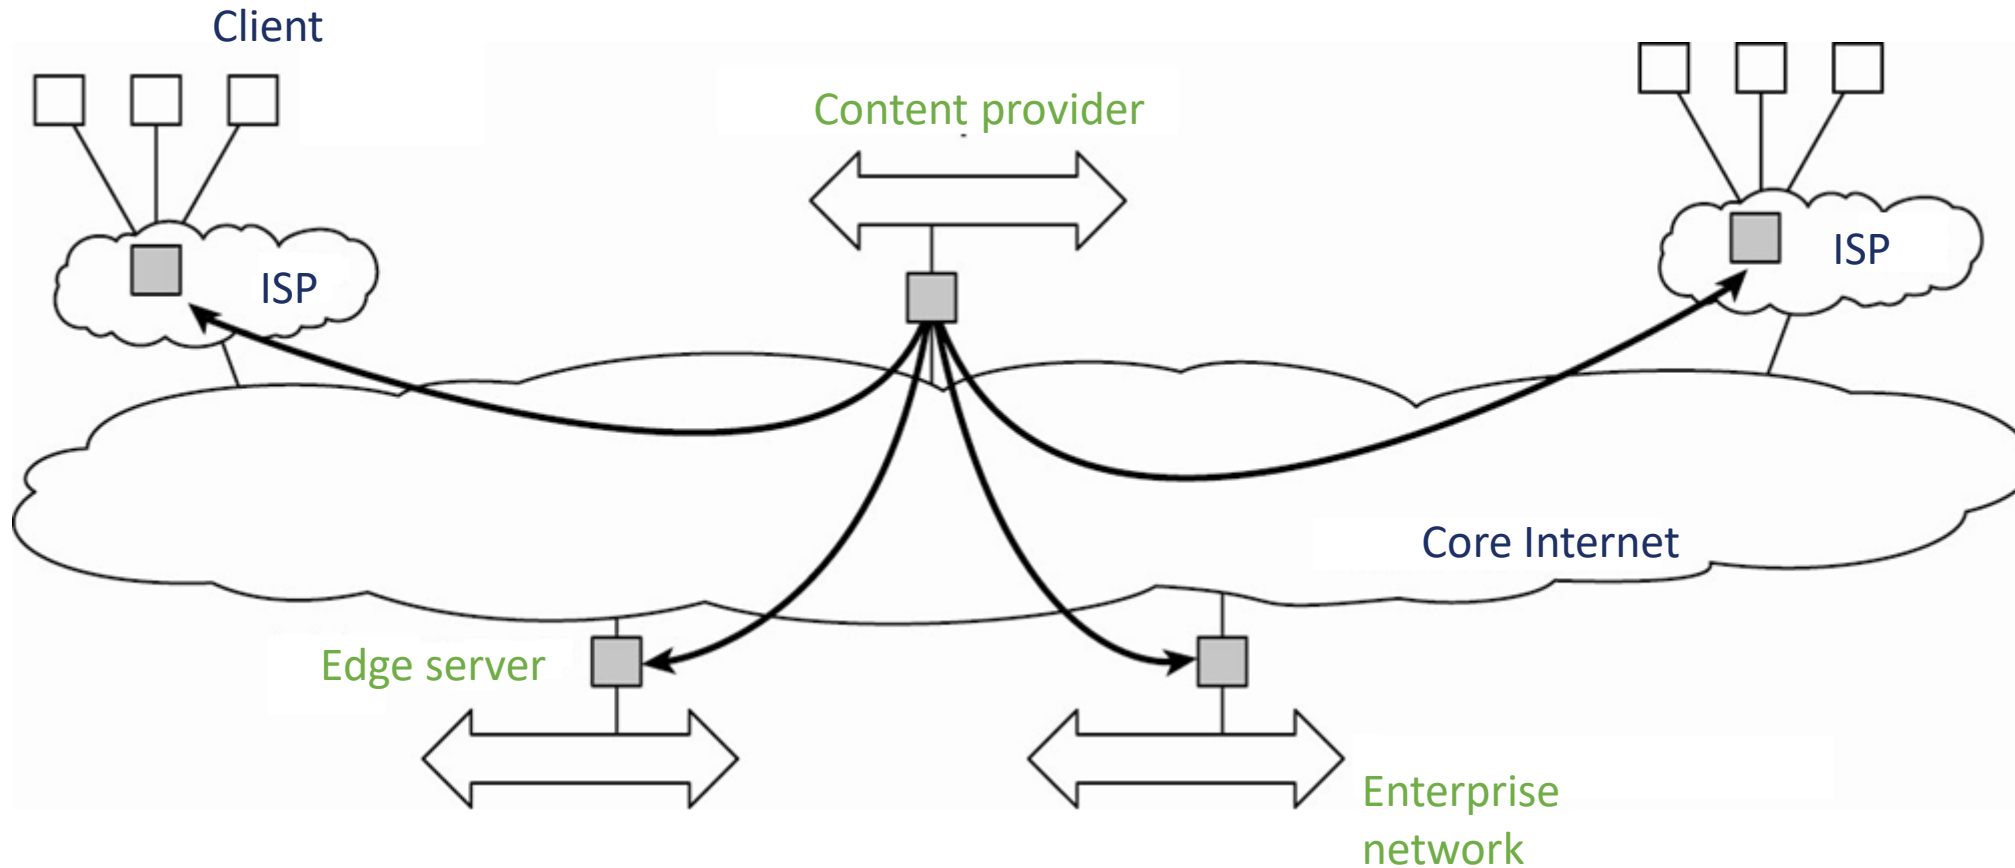 Client
Content provider
ISP
ISP
Core Internet
Edge server
Enterprise
network